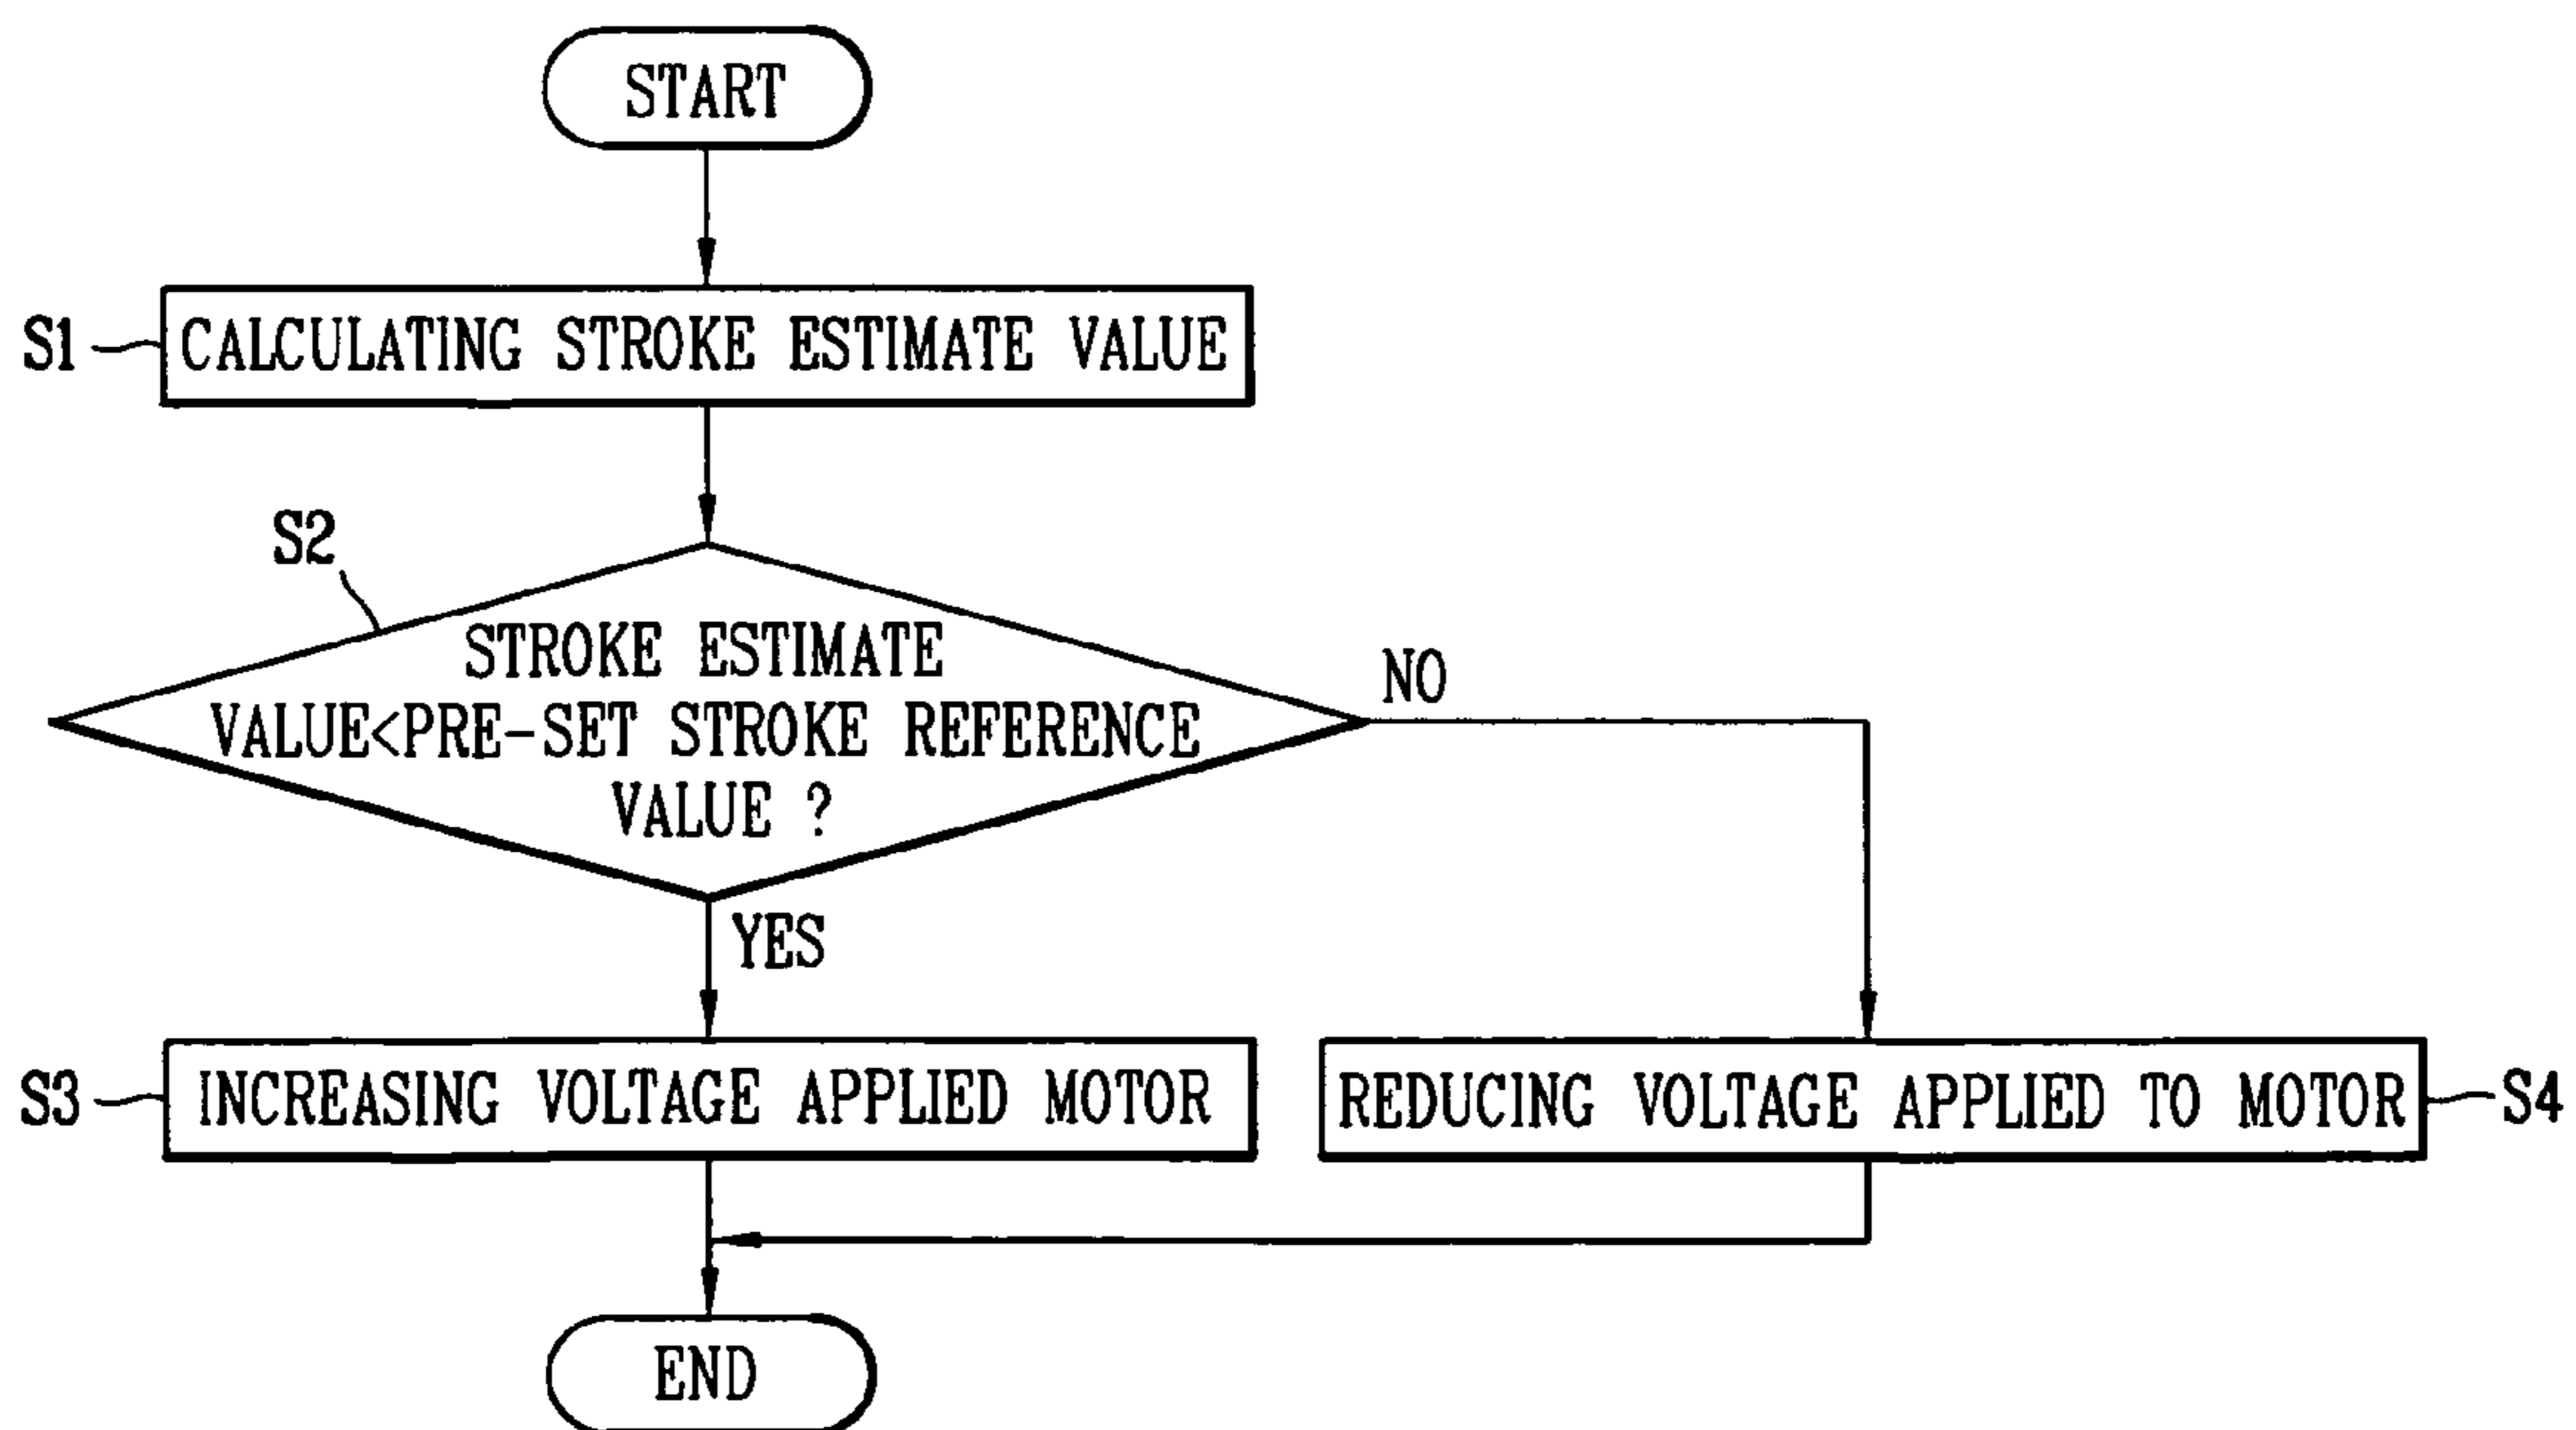 START
S1
CALCULATING STROKE ESTIMATE VALUE
S2
STROKE ESTIMATE
VALUE<PRE-SET STROKE REFERENCE
VALUE ?
NO
YES
S3
INCREASING VOLTAGE APPLIED MOTOR
REDUCING VOLTAGE APPLIED TO MOTOR
S4
END